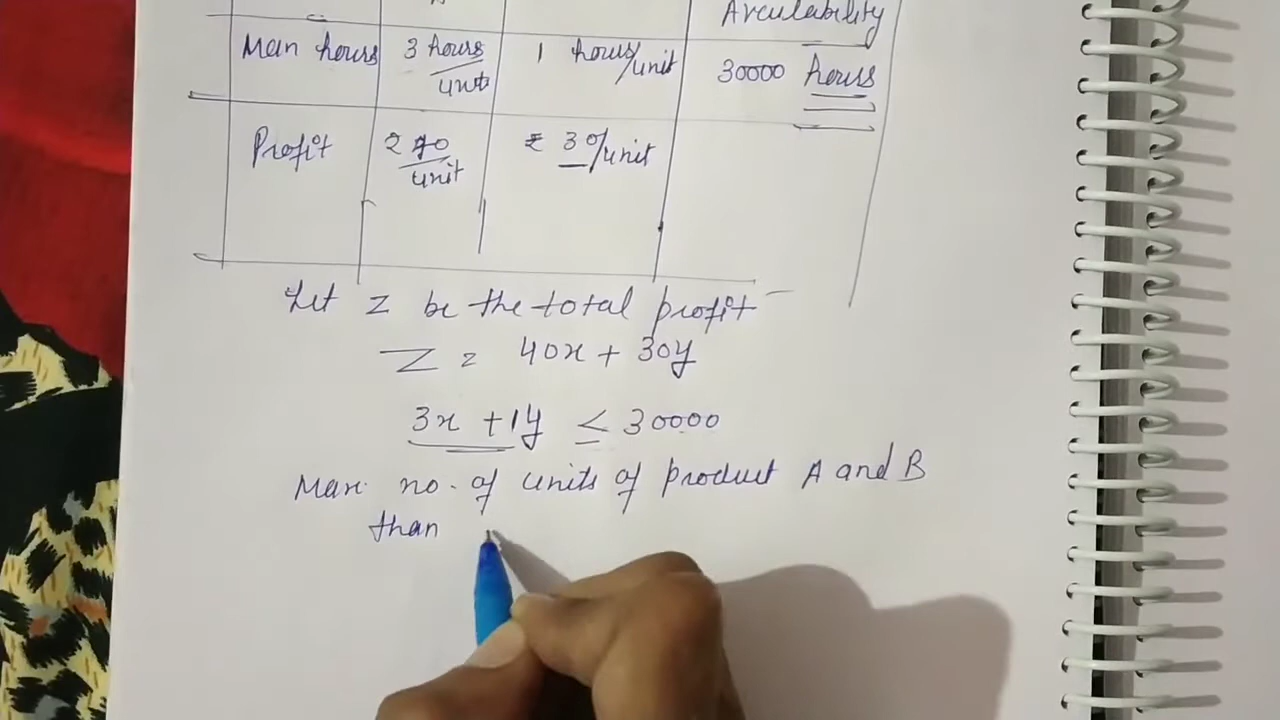 Availability
Man hours 3 hours/unit 1 hours/unit 30000 hours
Profit ₹ 40/unit ₹ 30/unit
Let Z be the total profit
Z = 40x + 30y
3x + 1y ≤ 30000
Max. no. of units of product A and B
than